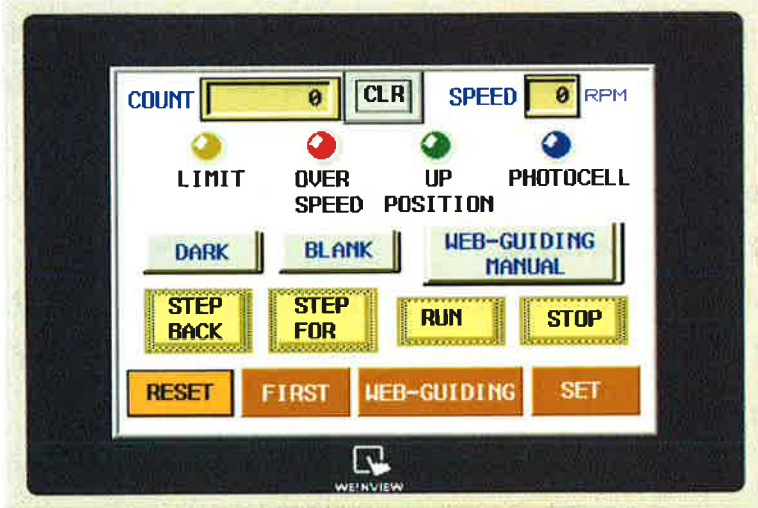 COUNT 0 CLR SPEED 0 RPM
LIMIT OVER SPEED UP POSITION PHOTOCELL
DARK BLANK WEB-GUIDING MANUAL
STEP BACK STEP FOR RUN STOP
RESET FIRST WEB-GUIDING SET
WEINVIEW